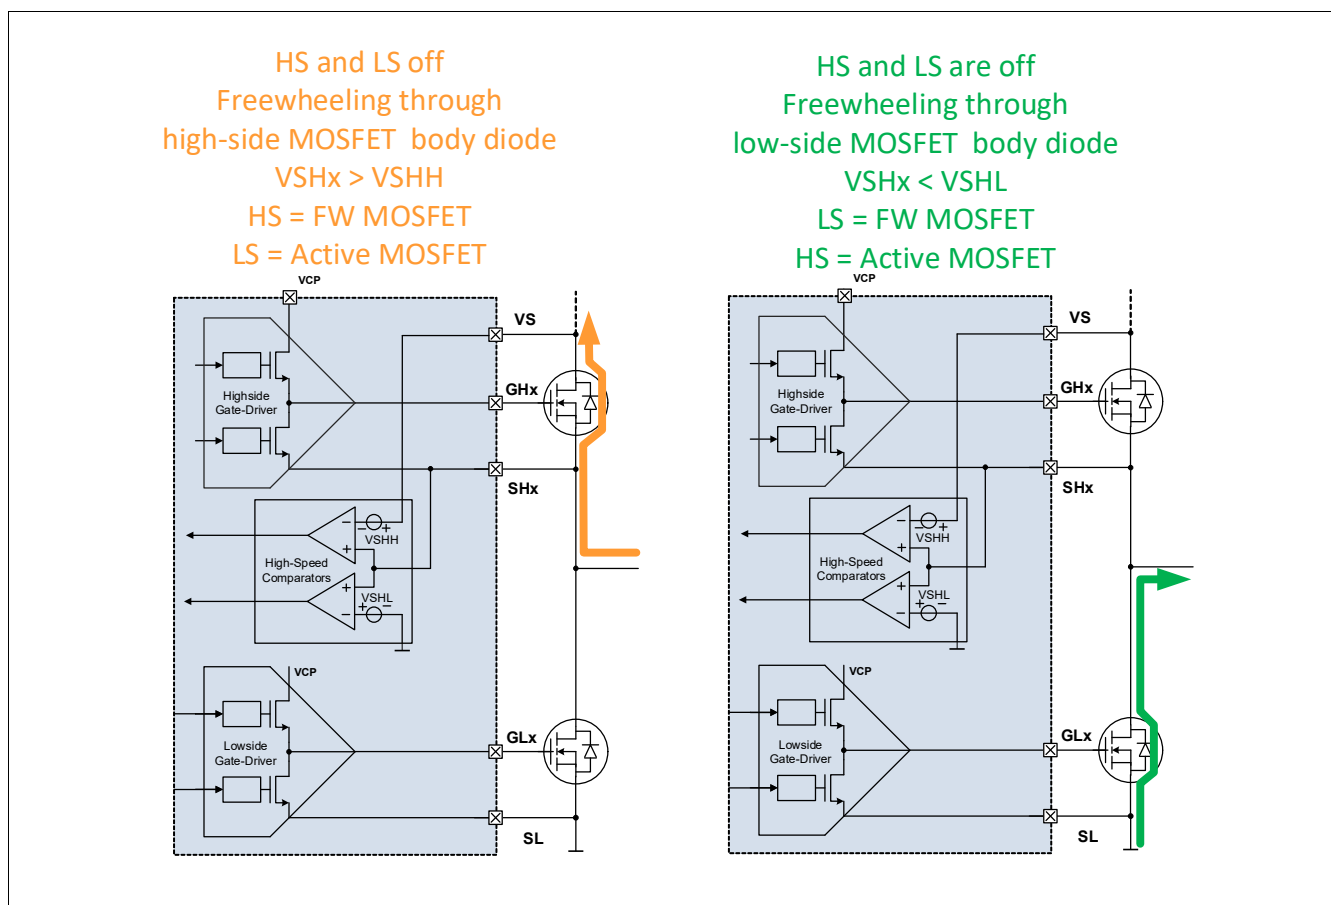 HS and LS off
Freewheeling through
high-side MOSFET body diode
VSHx > VSHH
HS = FW MOSFET
LS = Active MOSFET
VCP
VS
GHx
Highside
Gate-Driver
SHx
VSHH
High-Speed
Comparators
VSHL
VCP
GLx
Lowside
Gate-Driver
SL
HS and LS are off
Freewheeling through
low-side MOSFET body diode
VSHx < VSHL
LS = FW MOSFET
HS = Active MOSFET
VCP
VS
GHx
Highside
Gate-Driver
SHx
VSHH
High-Speed
Comparators
VSHL
VCP
GLx
Lowside
Gate-Driver
SL